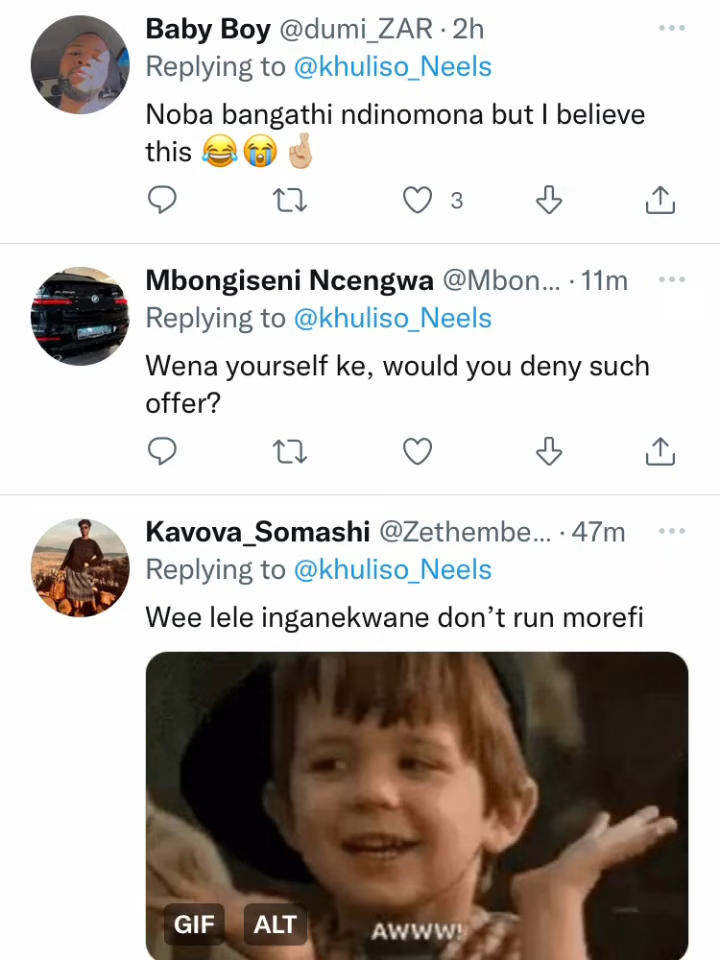 Baby Boy @dumi_ZAR · 2h
Replying to @khuliso_Neels
Noba bangathi ndinomona but I believe
this 😂😭🤞🏼
3
Mbongiseni Ncengwa @Mbon... · 11m
Replying to @khuliso_Neels
Wena yourself ke, would you deny such
offer?
Kavova_Somashi @Zethembe... · 47m
Replying to @khuliso_Neels
Wee lele inganekwane don’t run morefi
GIF ALT AWWW!